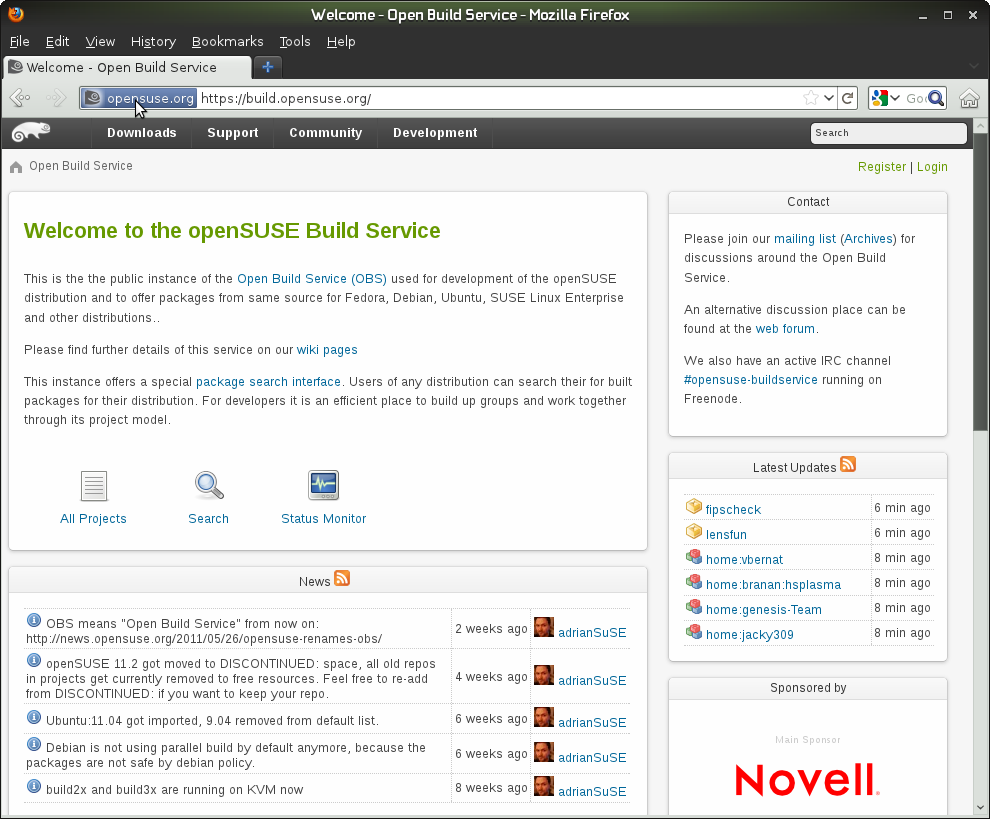 Welcome - Open Build Service - Mozilla Firefox
File Edit View History Bookmarks Tools Help
Welcome - Open Build Service
opensuse.org https://build.opensuse.org/
Downloads Support Community Development Search
Open Build Service
Register | Login
Welcome to the openSUSE Build Service
This is the the public instance of the Open Build Service (OBS) used for development of the openSUSE
distribution and to offer packages from same source for Fedora, Debian, Ubuntu, SUSE Linux Enterprise
and other distributions..
Please find further details of this service on our wiki pages
This instance offers a special package search interface. Users of any distribution can search their for built
packages for their distribution. For developers it is an efficient place to build up groups and work together
through its project model.
All Projects Search Status Monitor
News
OBS means "Open Build Service" from now on:
http://news.opensuse.org/2011/05/26/opensuse-renames-obs/
2 weeks ago adrianSuSE
openSUSE 11.2 got moved to DISCONTINUED: space, all old repos
in projects get currently removed to free resources. Feel free to re-add
from DISCONTINUED: if you want to keep your repo.
4 weeks ago adrianSuSE
Ubuntu:11.04 got imported, 9.04 removed from default list.
6 weeks ago adrianSuSE
Debian is not using parallel build by default anymore, because the
packages are not safe by debian policy.
6 weeks ago adrianSuSE
build2x and build3x are running on KVM now
8 weeks ago adrianSuSE
Contact
Please join our mailing list (Archives) for
discussions around the Open Build
Service.
An alternative discussion place can be
found at the web forum.
We also have an active IRC channel
#opensuse-buildservice running on
Freenode.
Latest Updates
fipscheck 6 min ago
lensfun 6 min ago
home:vbernat 8 min ago
home:branan:hsplasma 8 min ago
home:genesis-Team 8 min ago
home:jacky309 8 min ago
Sponsored by
Main Sponsor
Novell.